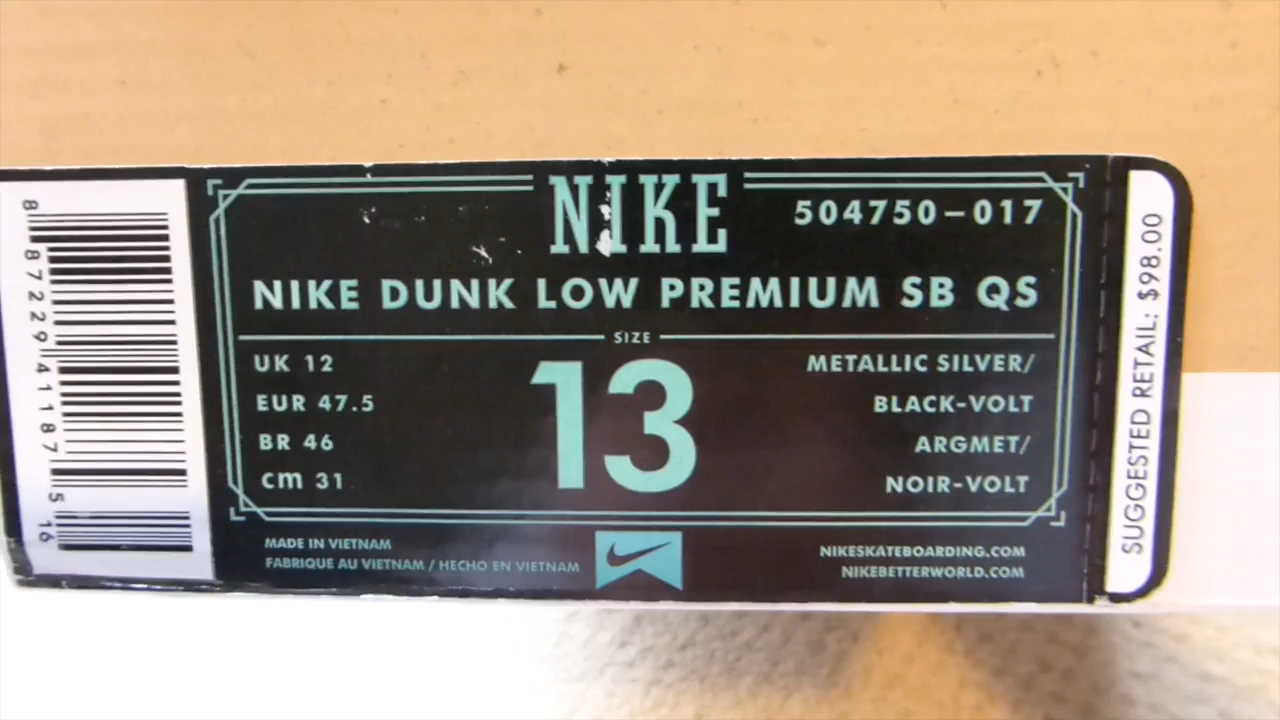 8 87229 41187 5 16
NIKE
504750-017
NIKE DUNK LOW PREMIUM SB QS
SIZE
13
UK 12
EUR 47.5
BR 46
cm 31
METALLIC SILVER/
BLACK-VOLT
ARGMET/
NOIR-VOLT
MADE IN VIETNAM
FABRIQUE AU VIETNAM / HECHO EN VIETNAM
NIKESKATEBOARDING.COM
NIKEBETTERWORLD.COM
SUGGESTED RETAIL: $98.00